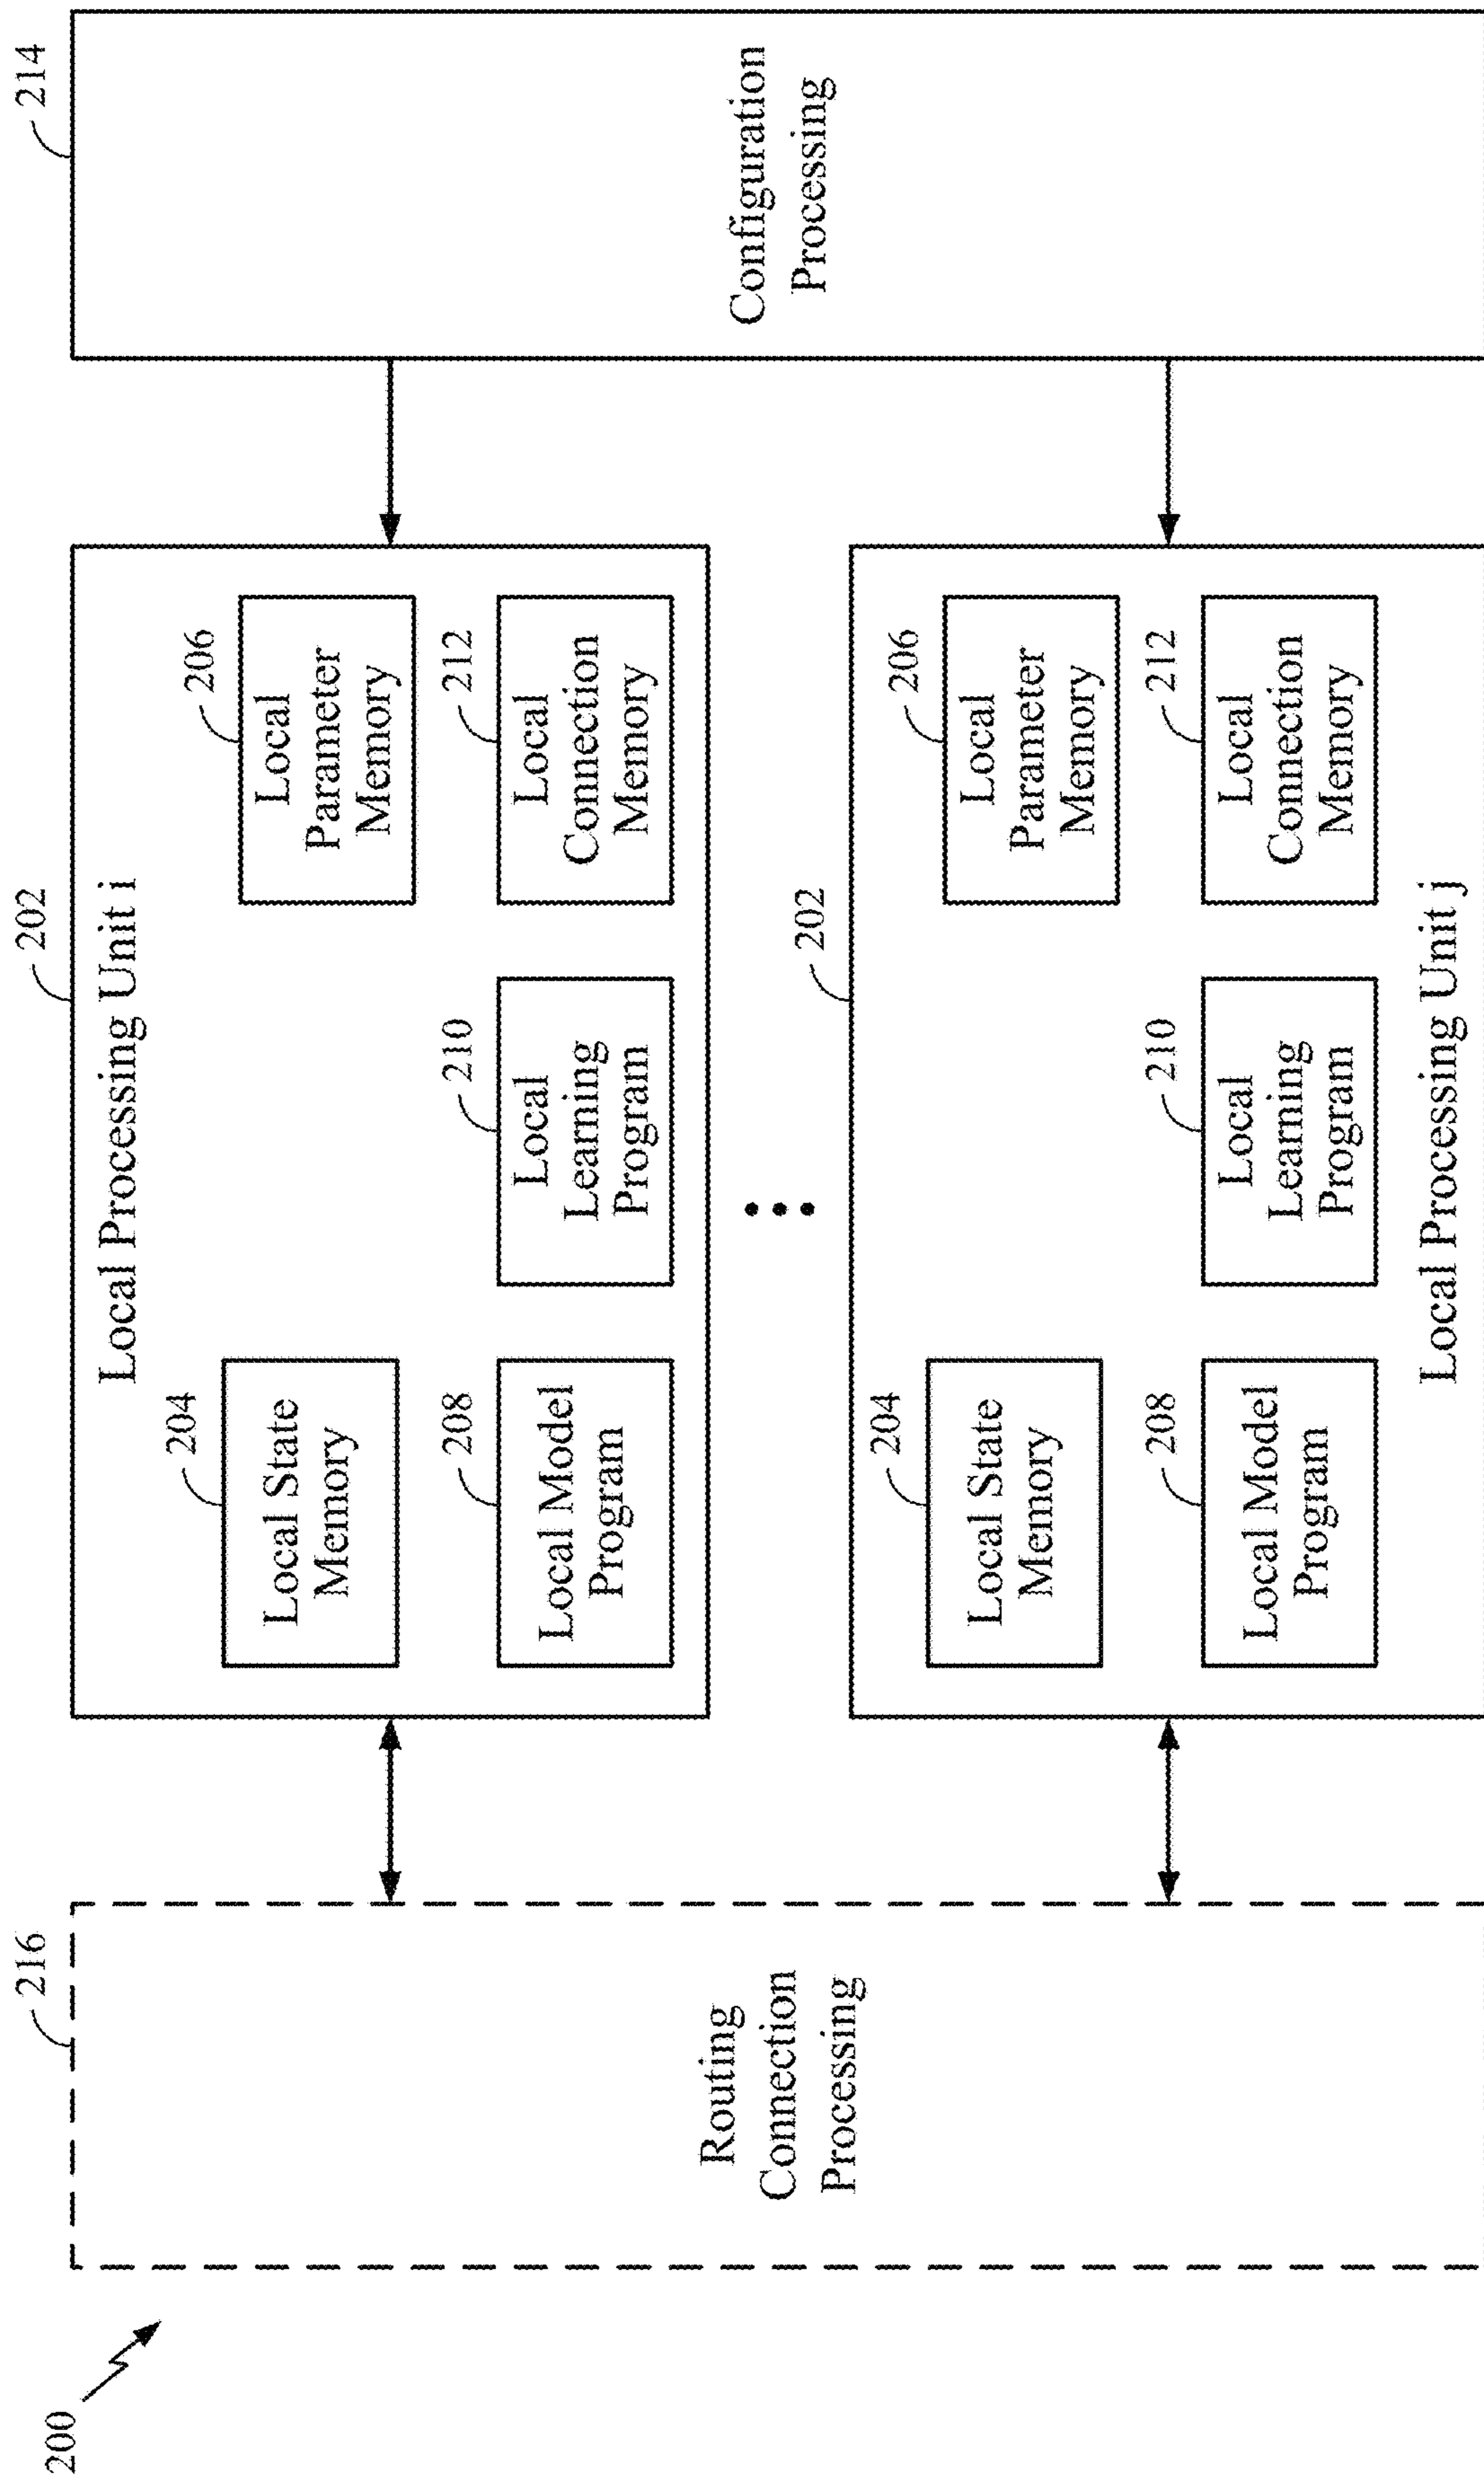 200
216
Routing
Connection
Processing
202
Local Processing Unit i
204
Local State
Memory
206
Local
Parameter
Memory
208
Local Model
Program
210
Local
Learning
Program
212
Local
Connection
Memory
202
204
Local State
Memory
206
Local
Parameter
Memory
208
Local Model
Program
210
Local
Learning
Program
212
Local
Connection
Memory
Local Processing Unit j
214
Configuration
Processing